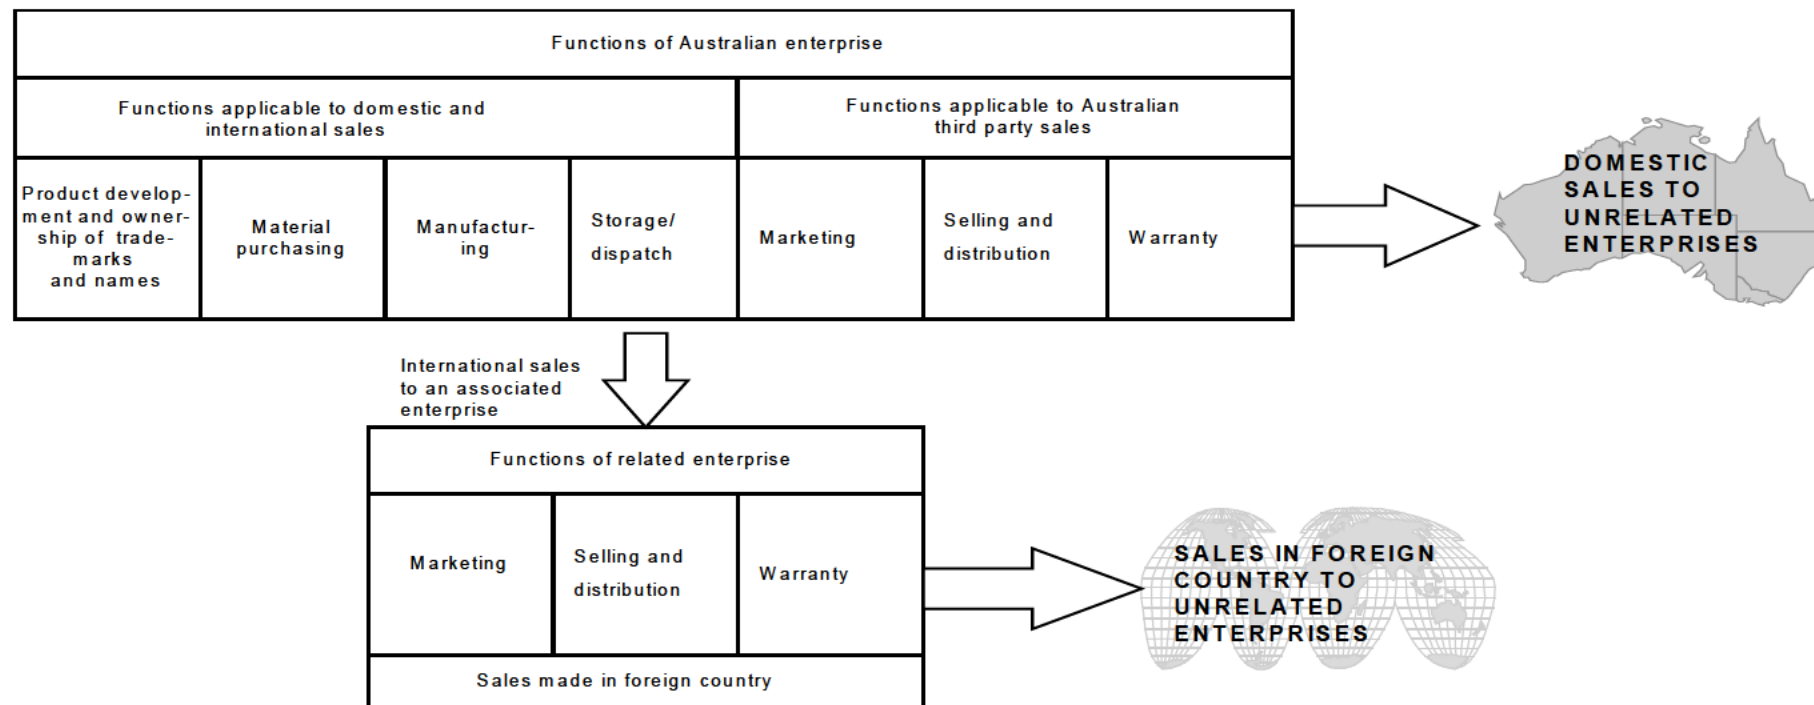 Functions of Australian enterprise
Functions applicable to domestic and
international sales
Functions applicable to Australian
third party sales
Product develop-
ment and owner-
ship of trade-
marks
and names
Material
purchasing
Manufactur-
ing
Storage/
dispatch
Marketing
Selling and
distribution
Warranty
DOMESTIC
SALES TO
UNRELATED
ENTERPRISES
International sales
to an associated
enterprise
Functions of related enterprise
Marketing
Selling and
distribution
Warranty
Sales made in foreign country
SALES IN FOREIGN
COUNTRY TO
UNRELATED
ENTERPRISES